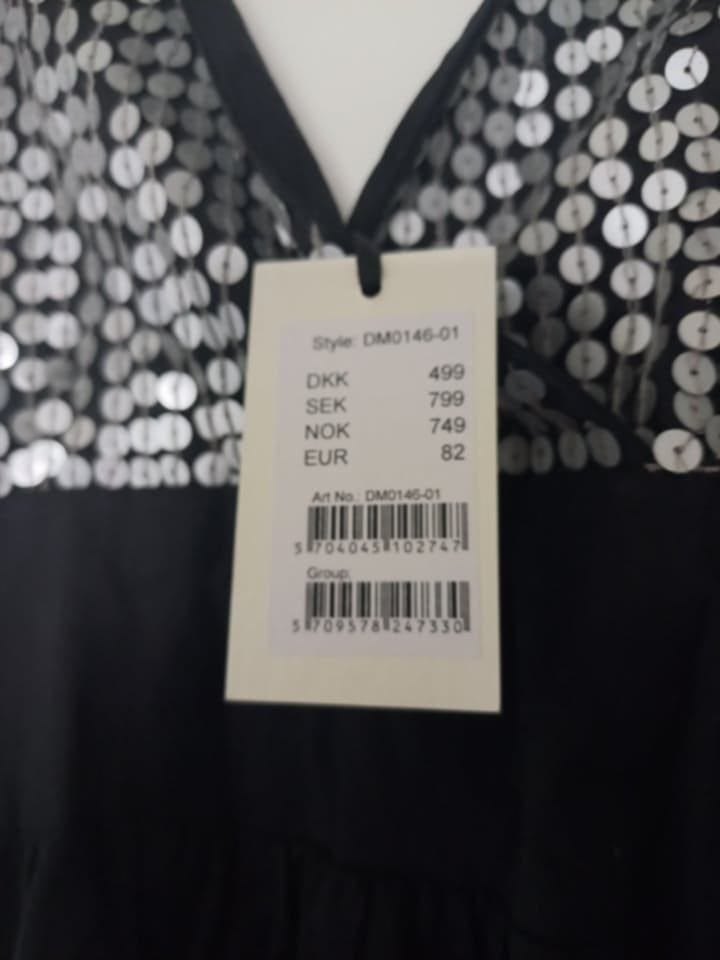 Style: DM0146-01
DKK 499
SEK 799
NOK 749
EUR 82
Art No.: DM0146-01
5 704045 102747
Group:
5 709578 247330